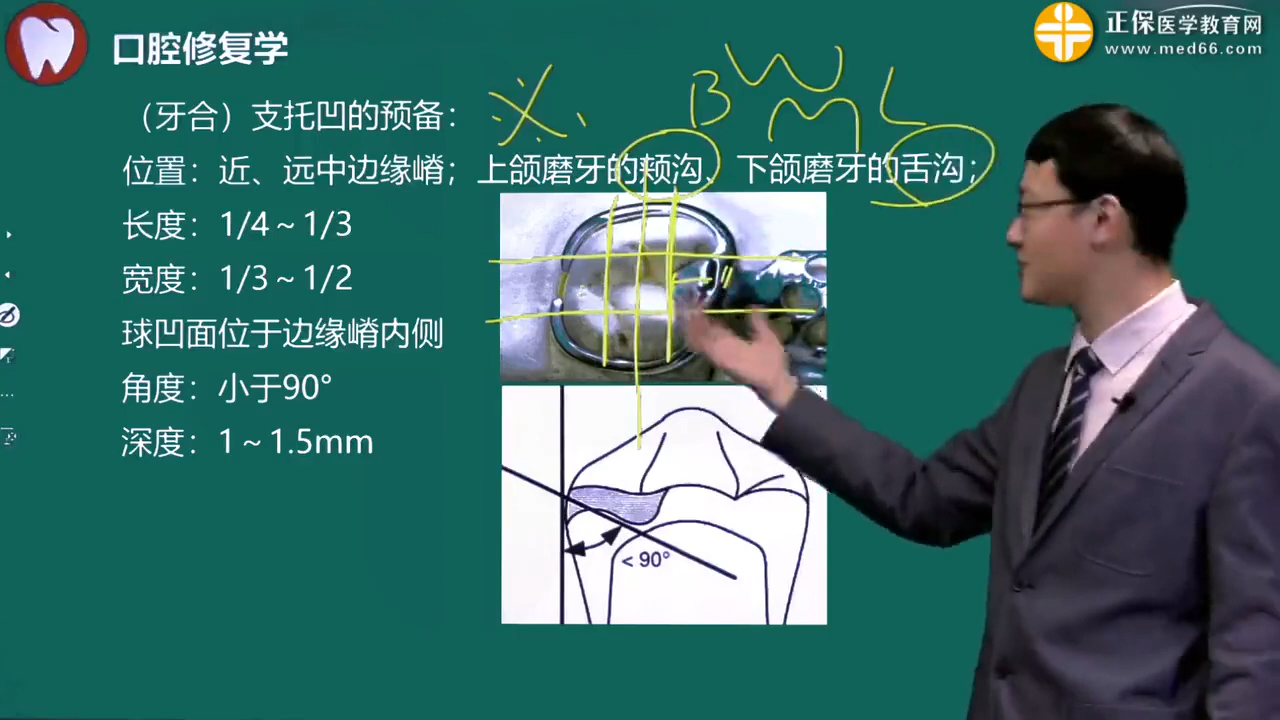 口腔修复学
正保医学教育网
www.med66.com
B W M L
（牙合）支托凹的预备：
位置：近、远中边缘嵴；上颌磨牙的颊沟、下颌磨牙的舌沟；
长度：1/4～1/3
宽度：1/3～1/2
球凹面位于边缘嵴内侧
角度：小于90°
深度：1～1.5mm
< 90°